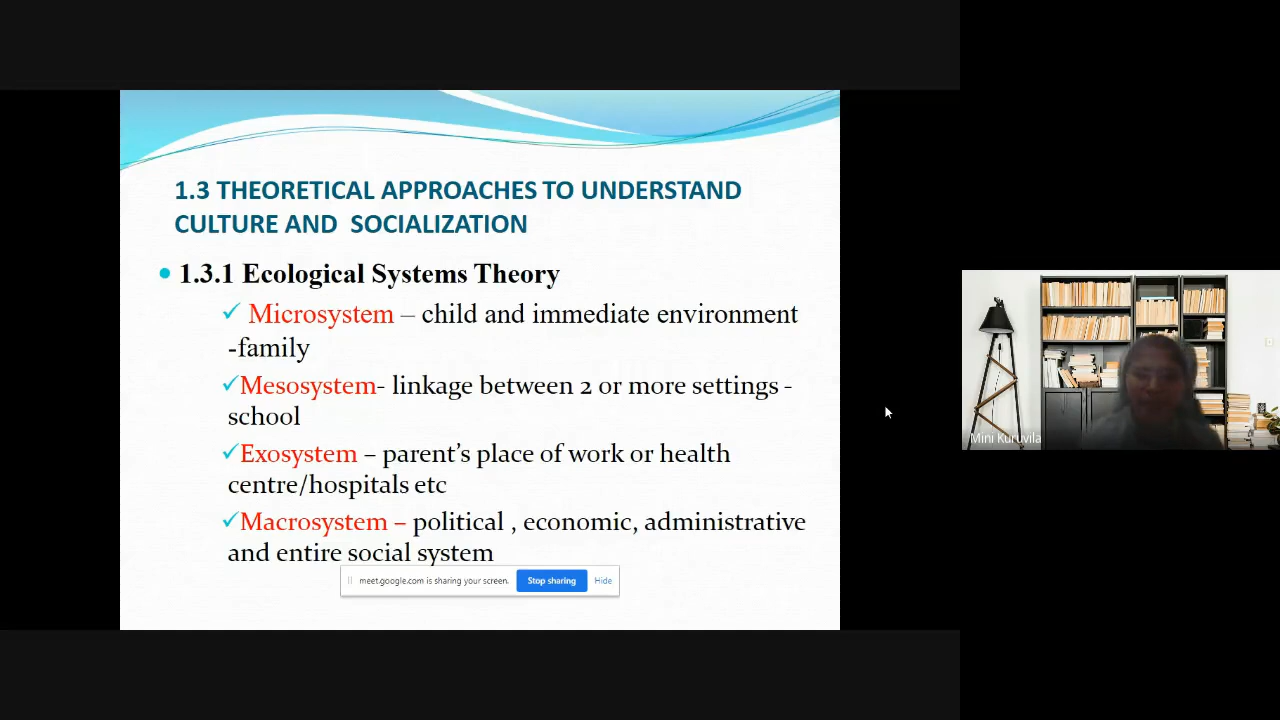 1.3 THEORETICAL APPROACHES TO UNDERSTAND
CULTURE AND SOCIALIZATION
1.3.1 Ecological Systems Theory
Microsystem – child and immediate environment
-family
Mesosystem- linkage between 2 or more settings -
school
Exosystem – parent's place of work or health
centre/hospitals etc
Macrosystem – political , economic, administrative
and entire social system
meet.google.com is sharing your screen. Stop sharing Hide
Mini Kuruvila